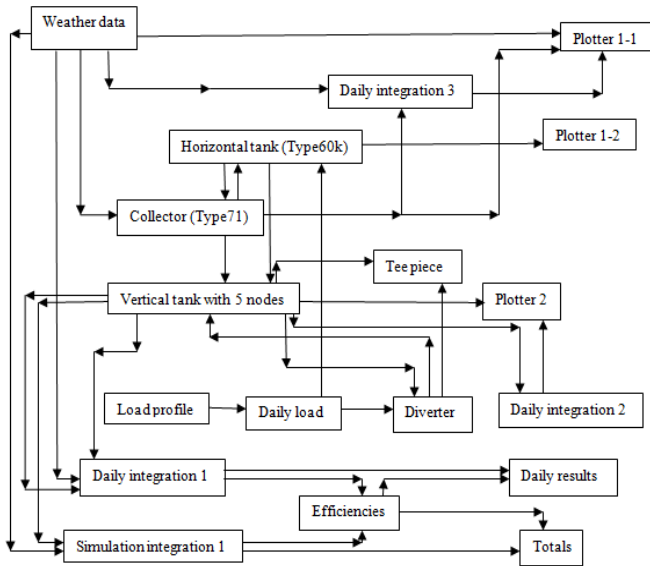 Weather data
Plotter 1-1
Daily integration 3
Horizontal tank (Type60k)
Plotter 1-2
Collector (Type71)
Tee piece
Vertical tank with 5 nodes
Plotter 2
Load profile
Daily load
Diverter
Daily integration 2
Daily integration 1
Daily results
Efficiencies
Simulation integration 1
Totals